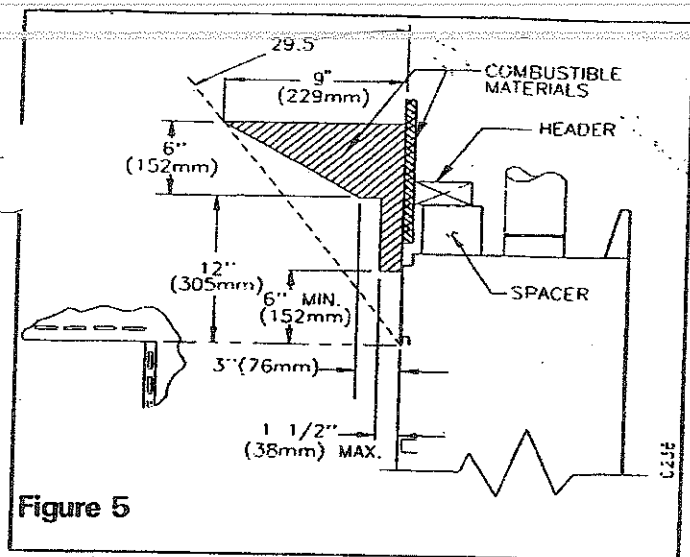 29.5
9"
(229mm)
COMBUSTIBLE
MATERIALS
HEADER
6"
(152mm)
12"
(305mm)
6" MIN.
(152mm)
SPACER
3"(76mm)
1 1/2"
(38mm) MAX.
Figure 5